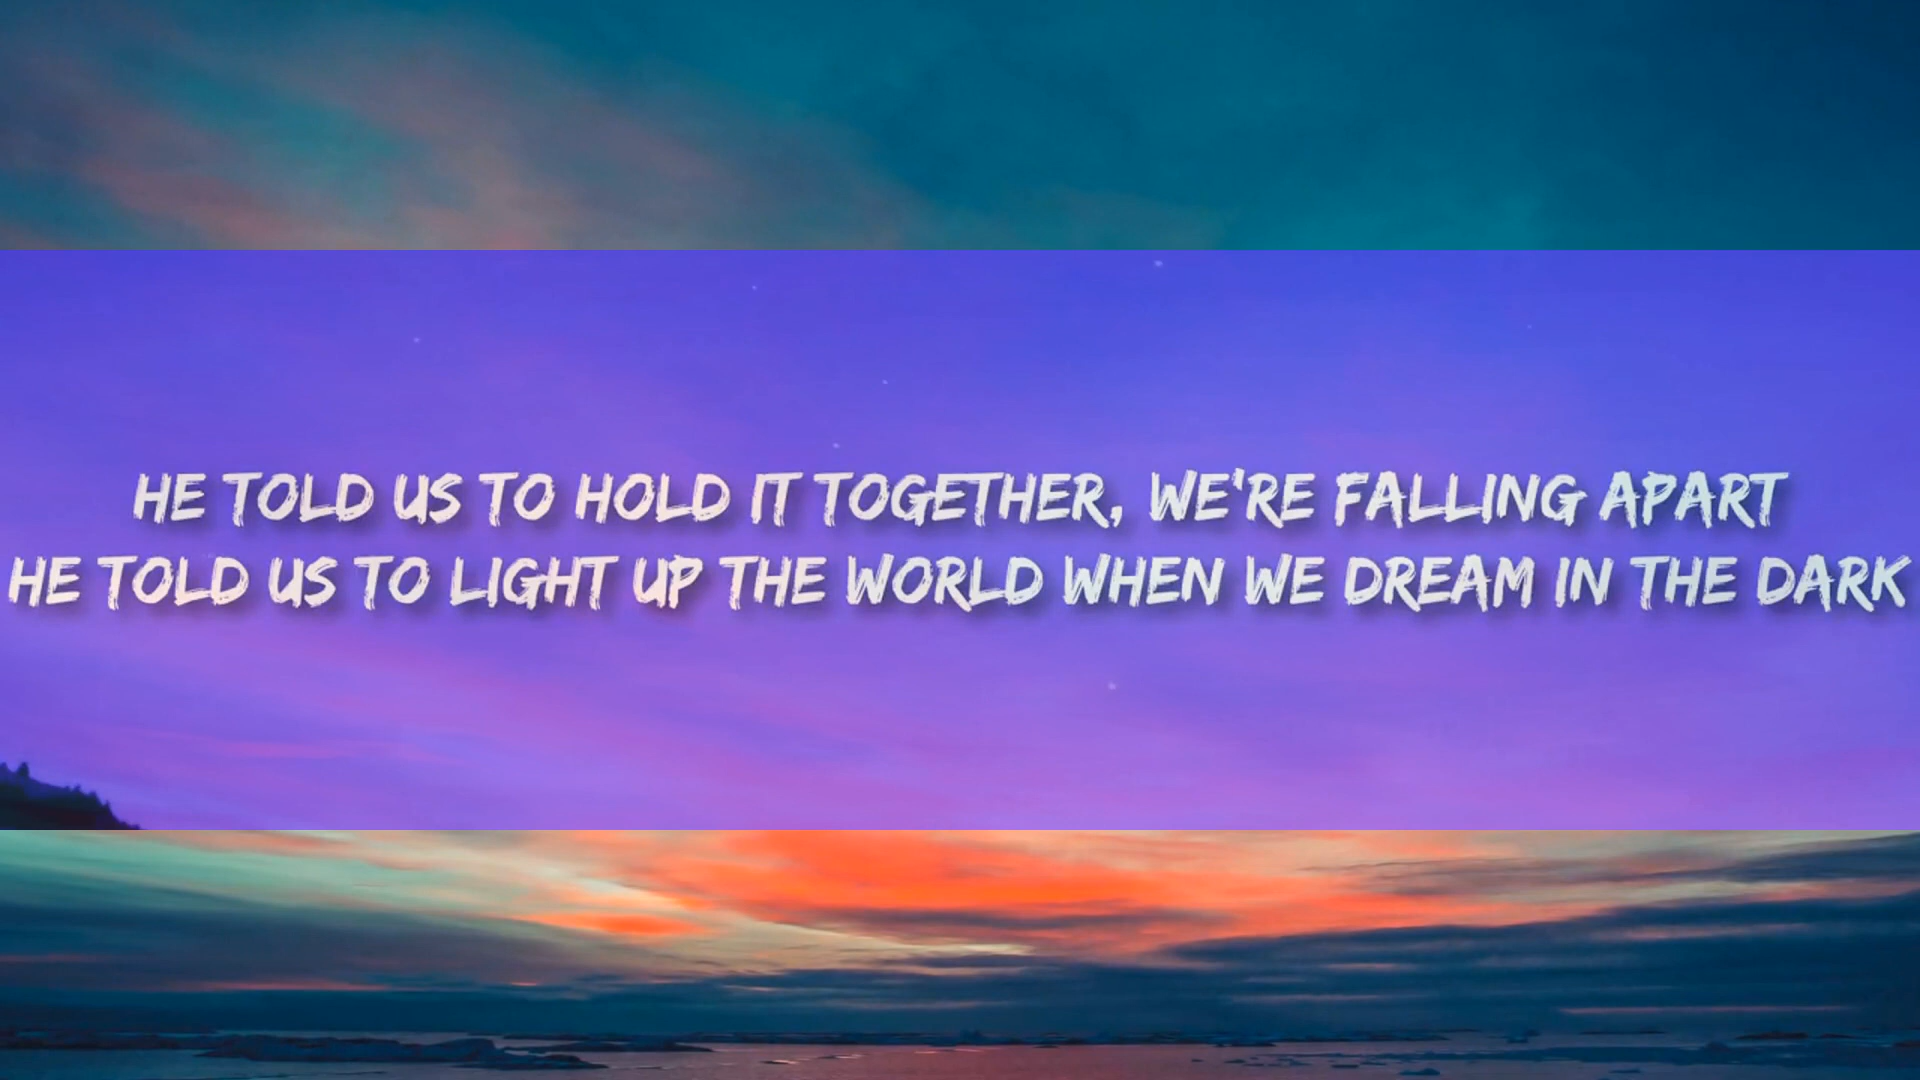 HE TOLD US TO HOLD IT TOGETHER, WE'RE FALLING APART
HE TOLD US TO LIGHT UP THE WORLD WHEN WE DREAM IN THE DARK